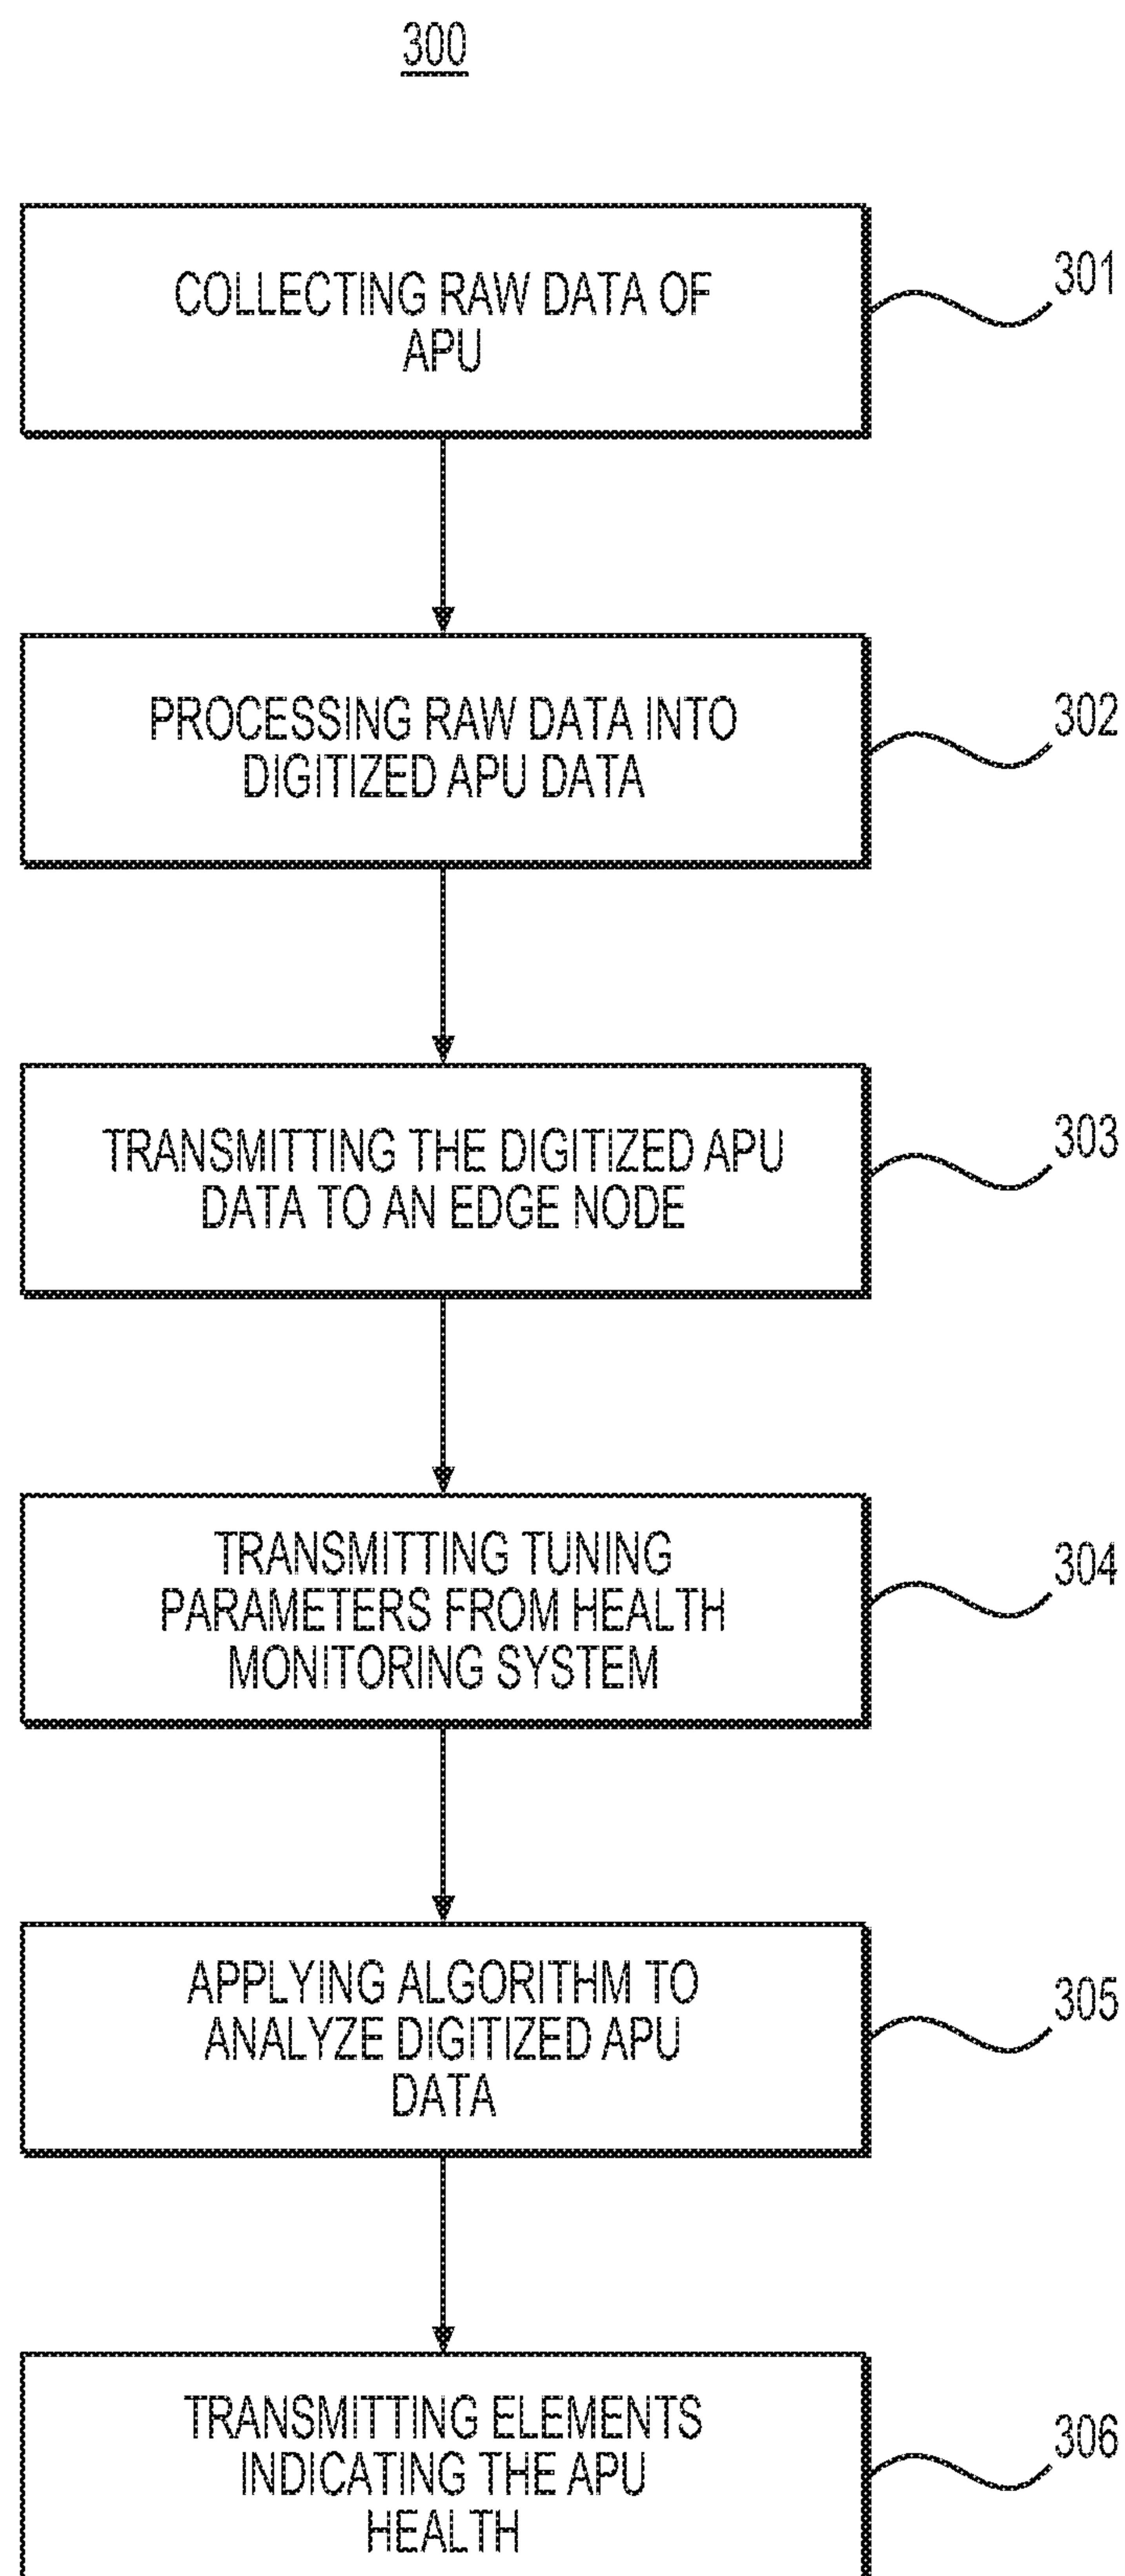 300
COLLECTING RAW DATA OF
APU
301
PROCESSING RAW DATA INTO
DIGITIZED APU DATA
302
TRANSMITTING THE DIGITIZED APU
DATA TO AN EDGE NODE
303
TRANSMITTING TUNING
PARAMETERS FROM HEALTH
MONITORING SYSTEM
304
APPLYING ALGORITHM TO
ANALYZE DIGITIZED APU
DATA
305
TRANSMITTING ELEMENTS
INDICATING THE APU
HEALTH
306